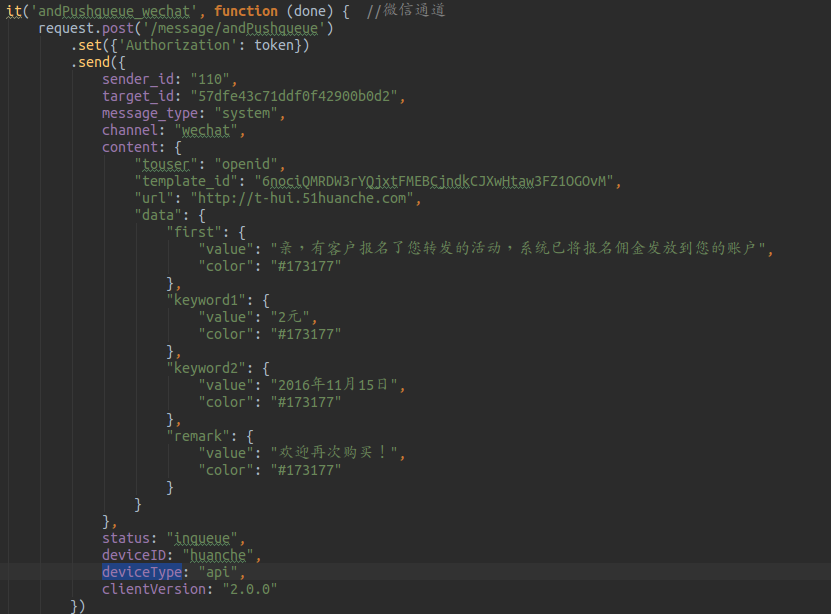 it('andPushqueue_wechat', function (done) {  //微信通道
    request.post('/message/andPushqueue')
        .set({'Authorization': token})
        .send({
            sender_id: "110",
            target_id: "57dfe43c71ddf0f42900b0d2",
            message_type: "system",
            channel: "wechat",
            content: {
                "touser": "openid",
                "template_id": "6nociQMRDW3rYQjxtFMEBCjndkCJXwHtaw3FZ1OGOvM",
                "url": "http://t-hui.51huanche.com",
                "data": {
                    "first": {
                        "value": "亲，有客户报名了您转发的活动，系统已将报名佣金发放到您的账户",
                        "color": "#173177"
                    },
                    "keyword1": {
                        "value": "2元",
                        "color": "#173177"
                    },
                    "keyword2": {
                        "value": "2016年11月15日",
                        "color": "#173177"
                    },
                    "remark": {
                        "value": "欢迎再次购买！",
                        "color": "#173177"
                    }
                }
            },
            status: "inqueue",
            deviceID: "huanche",
            deviceType: "api",
            clientVersion: "2.0.0"
        })